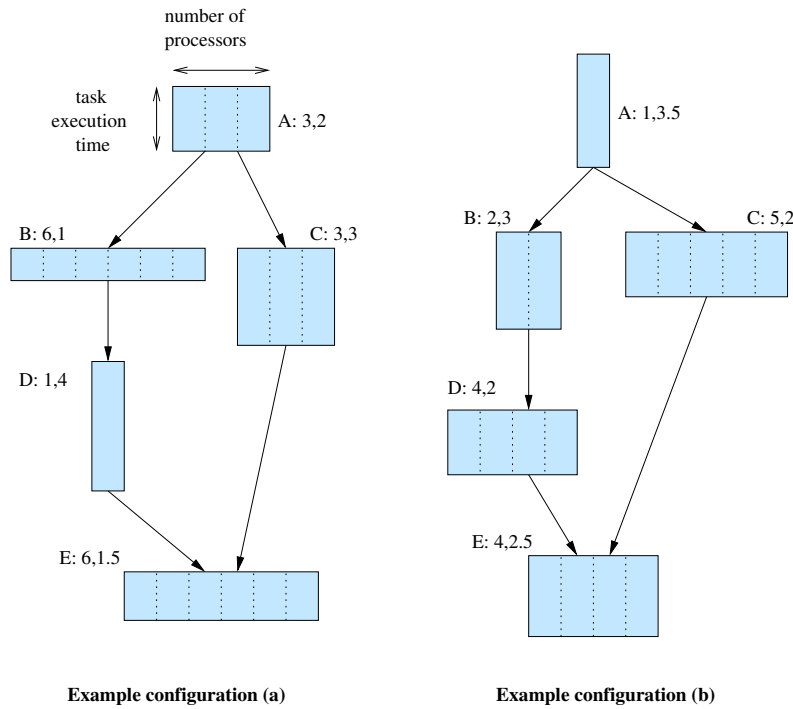 number of
processors
task
execution
time
A: 3,2
B: 6,1
C: 3,3
D: 1,4
E: 6,1.5
Example configuration (a)
A: 1,3.5
B: 2,3
C: 5,2
D: 4,2
E: 4,2.5
Example configuration (b)